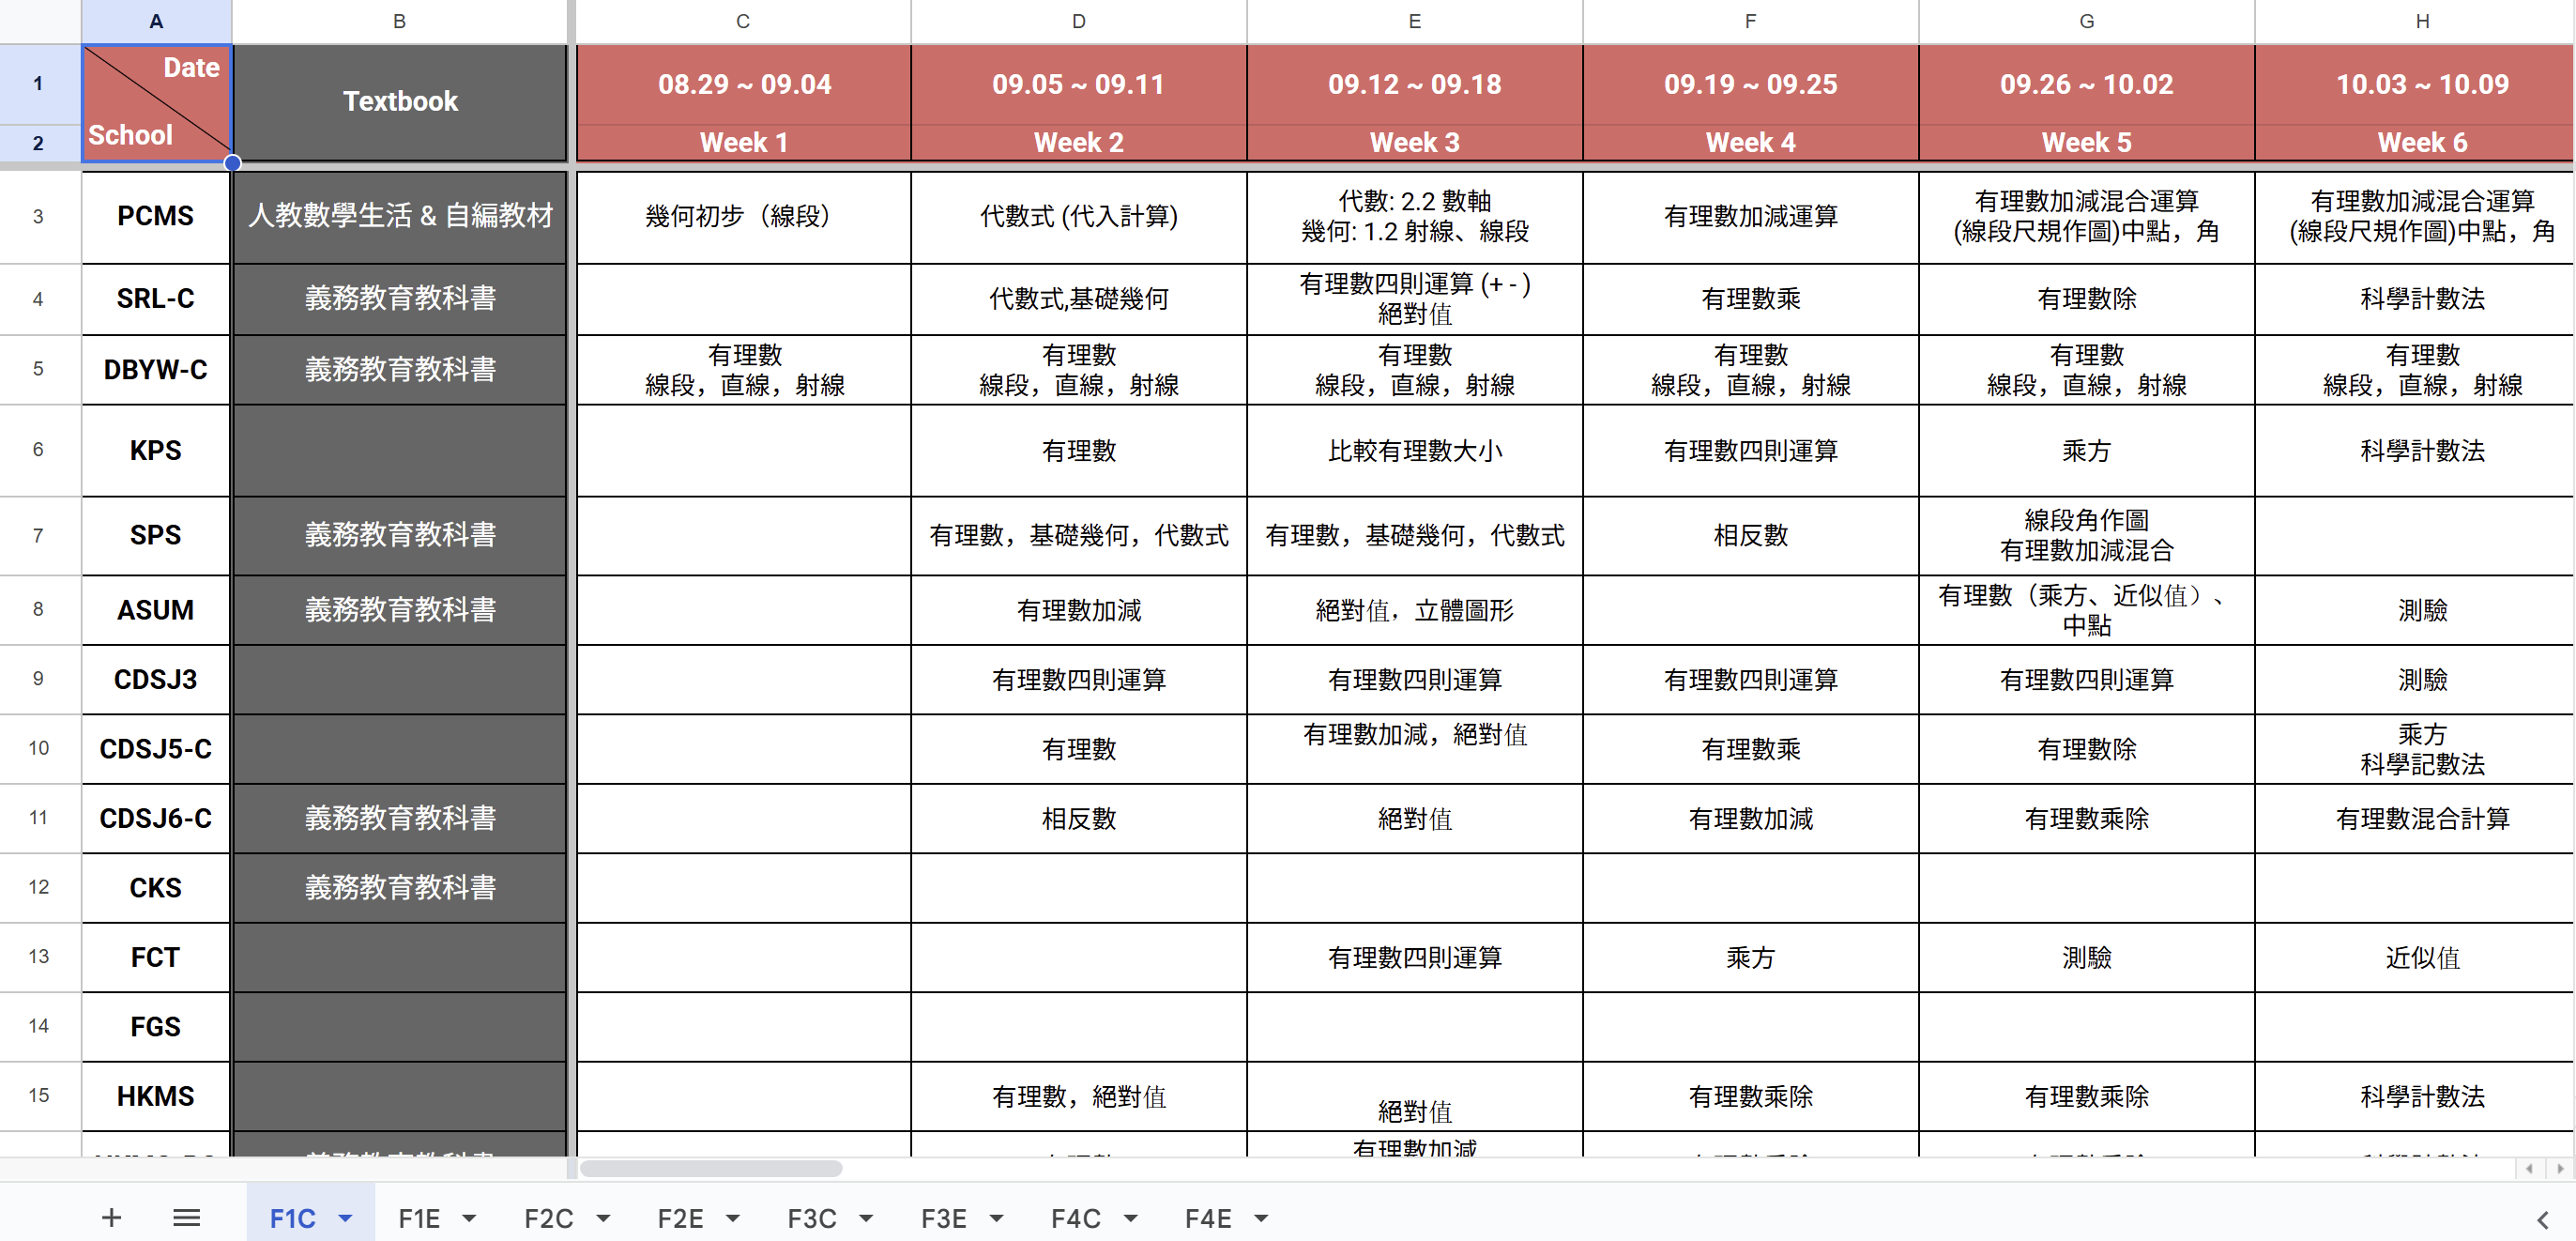 A B C D E F G H
1 Date 08.29 ~ 09.04 09.05 ~ 09.11 09.12 ~ 09.18 09.19 ~ 09.25 09.26 ~ 10.02 10.03 ~ 10.09
Textbook
2 School Week 1 Week 2 Week 3 Week 4 Week 5 Week 6
3 PCMS 人教數學生活 & 自編教材 幾何初步（線段） 代數式 (代入計算) 代數: 2.2 數軸 有理數加減運算 有理數加減混合運算 有理數加減混合運算
幾何: 1.2 射線、線段 (線段尺規作圖)中點，角 (線段尺規作圖)中點，角
4 SRL-C 義務教育教科書 代數式,基礎幾何 有理數四則運算 (+ - ) 有理數乘 有理數除 科學計數法
絕對值
5 DBYW-C 義務教育教科書 有理數 有理數 有理數 有理數 有理數 有理數
線段，直線，射線 線段，直線，射線 線段，直線，射線 線段，直線，射線 線段，直線，射線 線段，直線，射線
6 KPS 有理數 比較有理數大小 有理數四則運算 乘方 科學計數法
7 SPS 義務教育教科書 有理數，基礎幾何，代數式 有理數，基礎幾何，代數式 相反數 線段角作圖
有理數加減混合
8 ASUM 義務教育教科書 有理數加減 絕對值，立體圖形 有理數（乘方、近似值）、 測驗
中點
9 CDSJ3 有理數四則運算 有理數四則運算 有理數四則運算 有理數四則運算 測驗
10 CDSJ5-C 有理數 有理數加減，絕對值 有理數乘 有理數除 乘方
科學記數法
11 CDSJ6-C 義務教育教科書 相反數 絕對值 有理數加減 有理數乘除 有理數混合計算
12 CKS 義務教育教科書
13 FCT 有理數四則運算 乘方 測驗 近似值
14 FGS
15 HKMS 有理數，絕對值 絕對值 有理數乘除 有理數乘除 科學計數法
有理數加減
F1C F1E F2C F2E F3C F3E F4C F4E